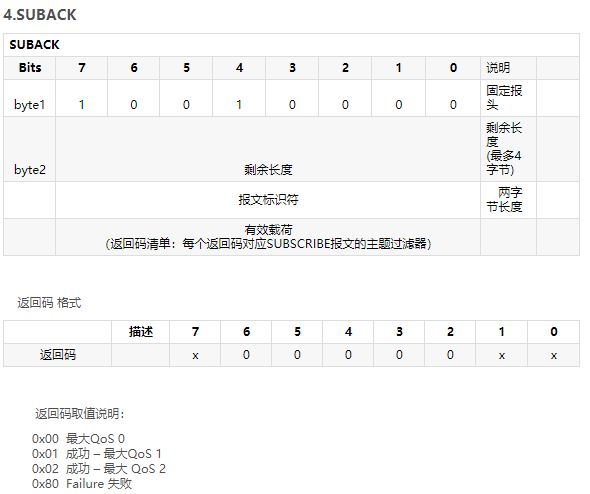 4.SUBACK
SUBACK
Bits 7 6 5 4 3 2 1 0 说明
byte1 1 0 0 1 0 0 0 0 固定报
头
byte2 剩余长度 剩余长
度
(最多4
字节)
报文标识符 两字
节长度
有效载荷
（返回码清单：每个返回码对应SUBSCRIBE报文的主题过滤器）
返回码 格式
描述 7 6 5 4 3 2 1 0
返回码 x 0 0 0 0 0 x x
返回码取值说明：
0x00 最大QoS 0
0x01 成功 – 最大QoS 1
0x02 成功 – 最大 QoS 2
0x80 Failure 失败